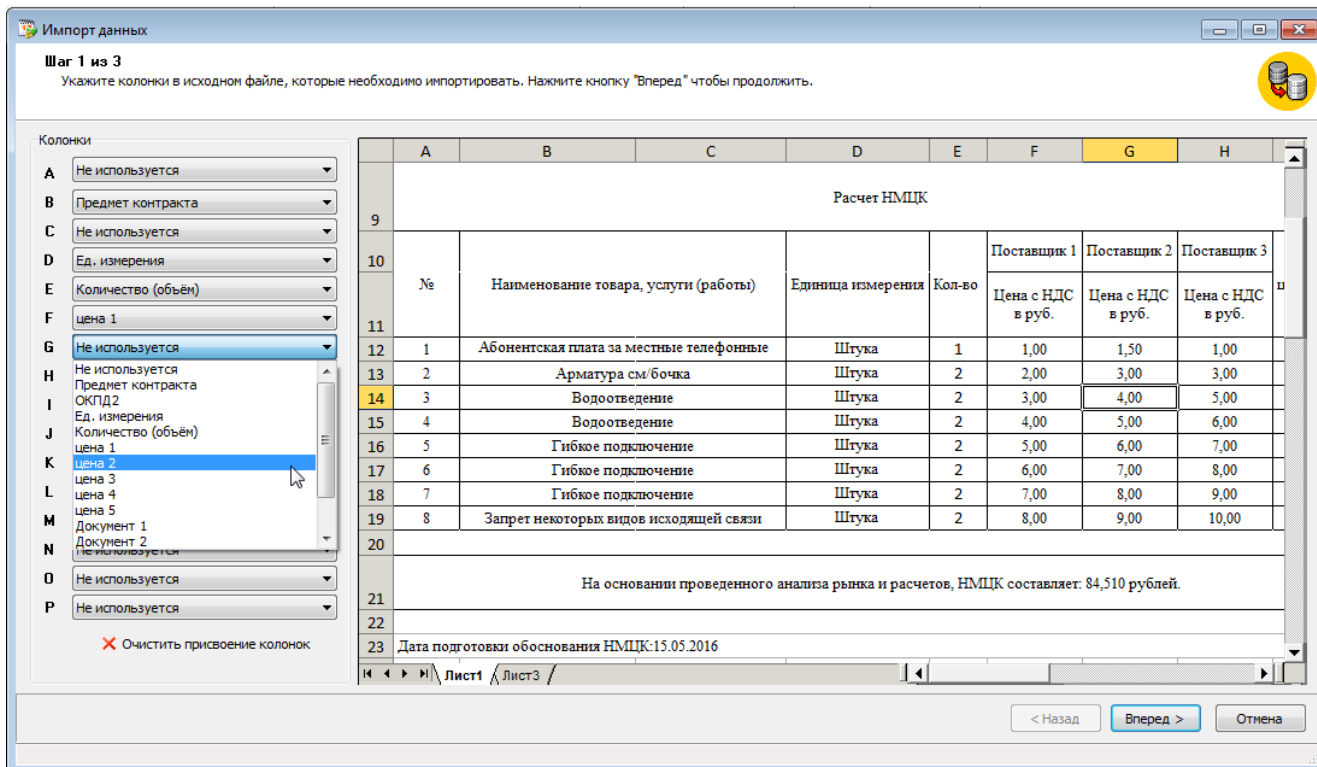 Импорт данных
Шаг 1 из 3
Укажите колонки в исходном файле, которые необходимо импортировать. Нажмите кнопку "Вперед" чтобы продолжить.
Колонки
A Не используется
B Предмет контракта
C Не используется
D Ед. измерения
E Количество (объём)
F цена 1
G Не используется
H
I
J
K
L
M
N Не используется
O Не используется
P Не используется
Не используется
Предмет контракта
ОКПД2
Ед. измерения
Количество (объём)
цена 1
цена 2
цена 3
цена 4
цена 5
Документ 1
Документ 2
Очистить присвоение колонок
A B C D E F G H
9 Расчет НМЦК
10 Поставщик 1 Поставщик 2 Поставщик 3
№ Наименование товара, услуги (работы) Единица измерения Кол-во
11 Цена с НДС в руб. Цена с НДС в руб. Цена с НДС в руб.
12 1 Абонентская плата за местные телефонные Штука 1 1,00 1,50 1,00
13 2 Арматура см/бочка Штука 2 2,00 3,00 3,00
14 3 Водоотведение Штука 2 3,00 4,00 5,00
15 4 Водоотведение Штука 2 4,00 5,00 6,00
16 5 Гибкое подключение Штука 2 5,00 6,00 7,00
17 6 Гибкое подключение Штука 2 6,00 7,00 8,00
18 7 Гибкое подключение Штука 2 7,00 8,00 9,00
19 8 Запрет некоторых видов исходящей связи Штука 2 8,00 9,00 10,00
20
21 На основании проведенного анализа рынка и расчетов, НМЦК составляет: 84,510 рублей.
22
23 Дата подготовки обоснования НМЦК:15.05.2016
Лист1 Лист3
< Назад Вперед > Отмена